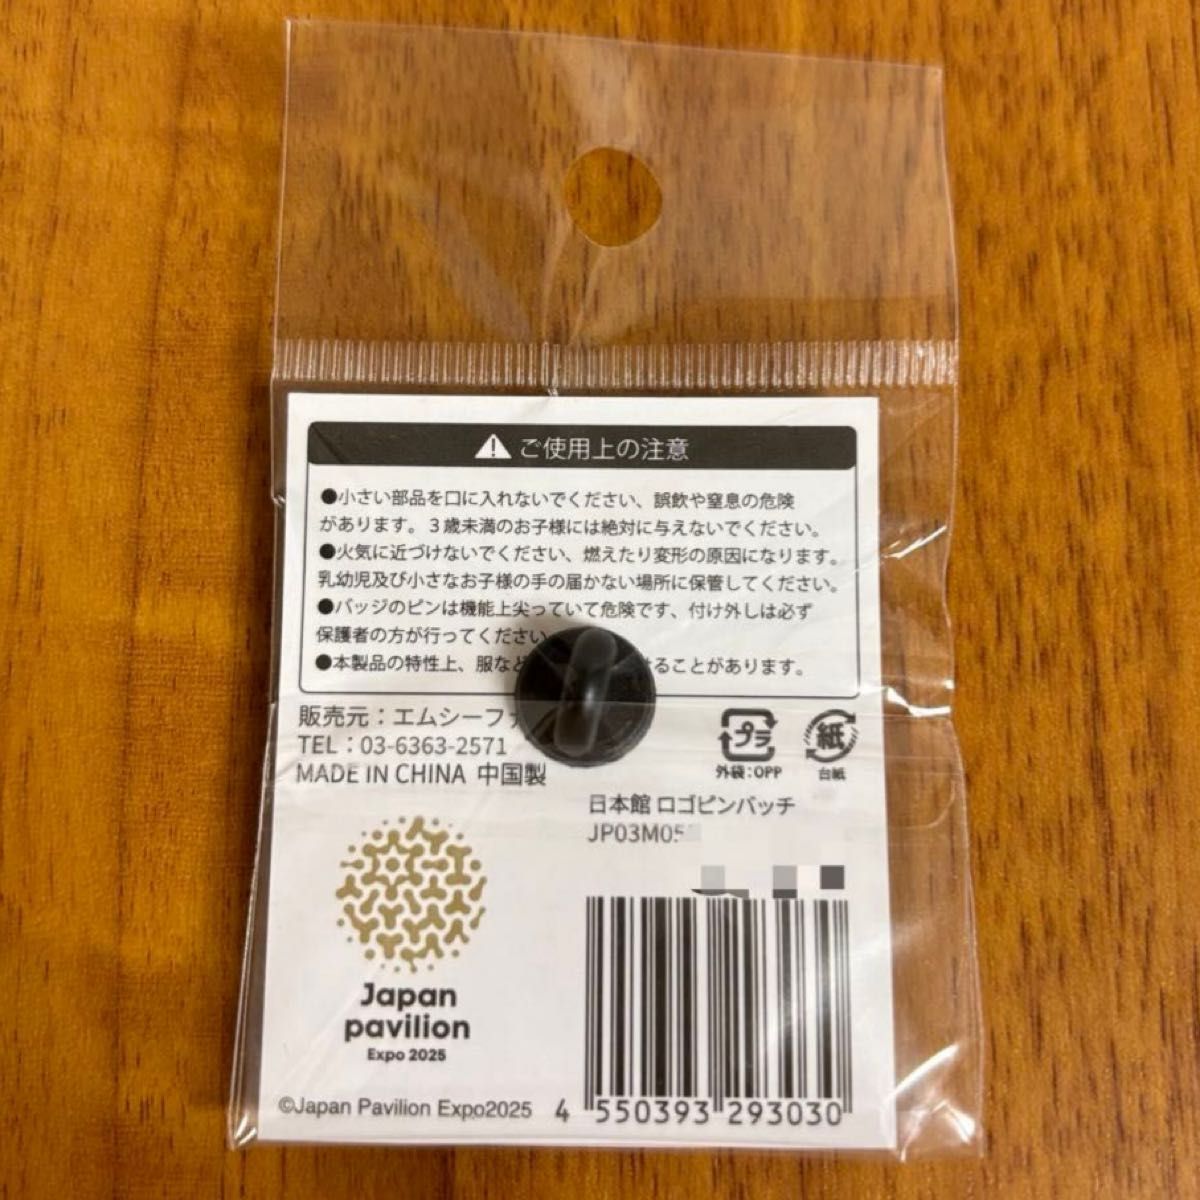 ご使用上の注意
●小さい部品を口に入れないでください、誤飲や窒息の危険
があります。3歳未満のお子様には絶対に与えないでください。
●火気に近づけないでください、燃えたり変形の原因になります。
乳幼児及び小さなお子様の手の届かない場所に保管してください。
●バッジのピンは機能上尖っていて危険です、付け外しは必ず
保護者の方が行ってください
●本製品の特性上、服など けることがあります。
販売元：エムシーファ
TEL：03-6363-2571
MADE IN CHINA 中国製
プラ
外袋：OPP
紙
台紙
日本館 ロゴピンバッチ
JP03M05
Japan
pavilion
Expo 2025
©Japan Pavilion Expo2025
4 550393 293030